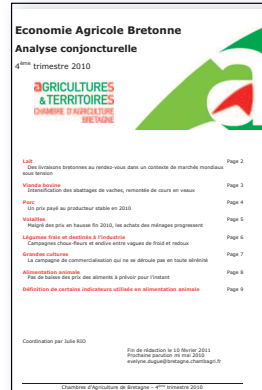 Economie Agricole Bretonne
Analyse conjoncturelle
4ème trimestre 2010
AGRICULTURES
& TERRITOIRES
CHAMBRE D'AGRICULTURE
BRETAGNE
Lait Page 2
Des livraisons bretonnes au rendez-vous dans un contexte de marchés mondiaux
sous tension
Viande bovine Page 3
Intensification des abattages de vaches, remontée de cours en veaux
Porc Page 4
Un prix payé au producteur stable en 2010
Volailles Page 5
Malgré des prix en hausse fin 2010, les achats des ménages progressent
Légumes frais et destinés à l'industrie Page 6
Campagnes choux-fleurs et endive entre vagues de froid et redoux
Grandes cultures Page 7
La campagne de commercialisation qui ne se déroule pas en toute sérénité
Alimentation animale Page 8
Pas de baisse des prix des aliments à prévoir pour l'instant
Définition de certains indicateurs utilisés en alimentation animale Page 9
Coordination par Julie RIO
Fin de rédaction le 10 février 2011
Prochaine parution mi mai 2010
evelyne.dugue@bretagne.chambagri.fr
Chambres d'Agriculture de Bretagne – 4ème trimestre 2010